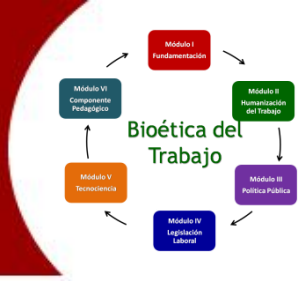 Módulo I
Fundamentación
Módulo II
Humanización
del Trabajo
Módulo III
Política Pública
Módulo IV
Legislación
Laboral
Módulo V
Tecnociencia
Módulo VI
Componente
Pedagógico
Bioética del
Trabajo